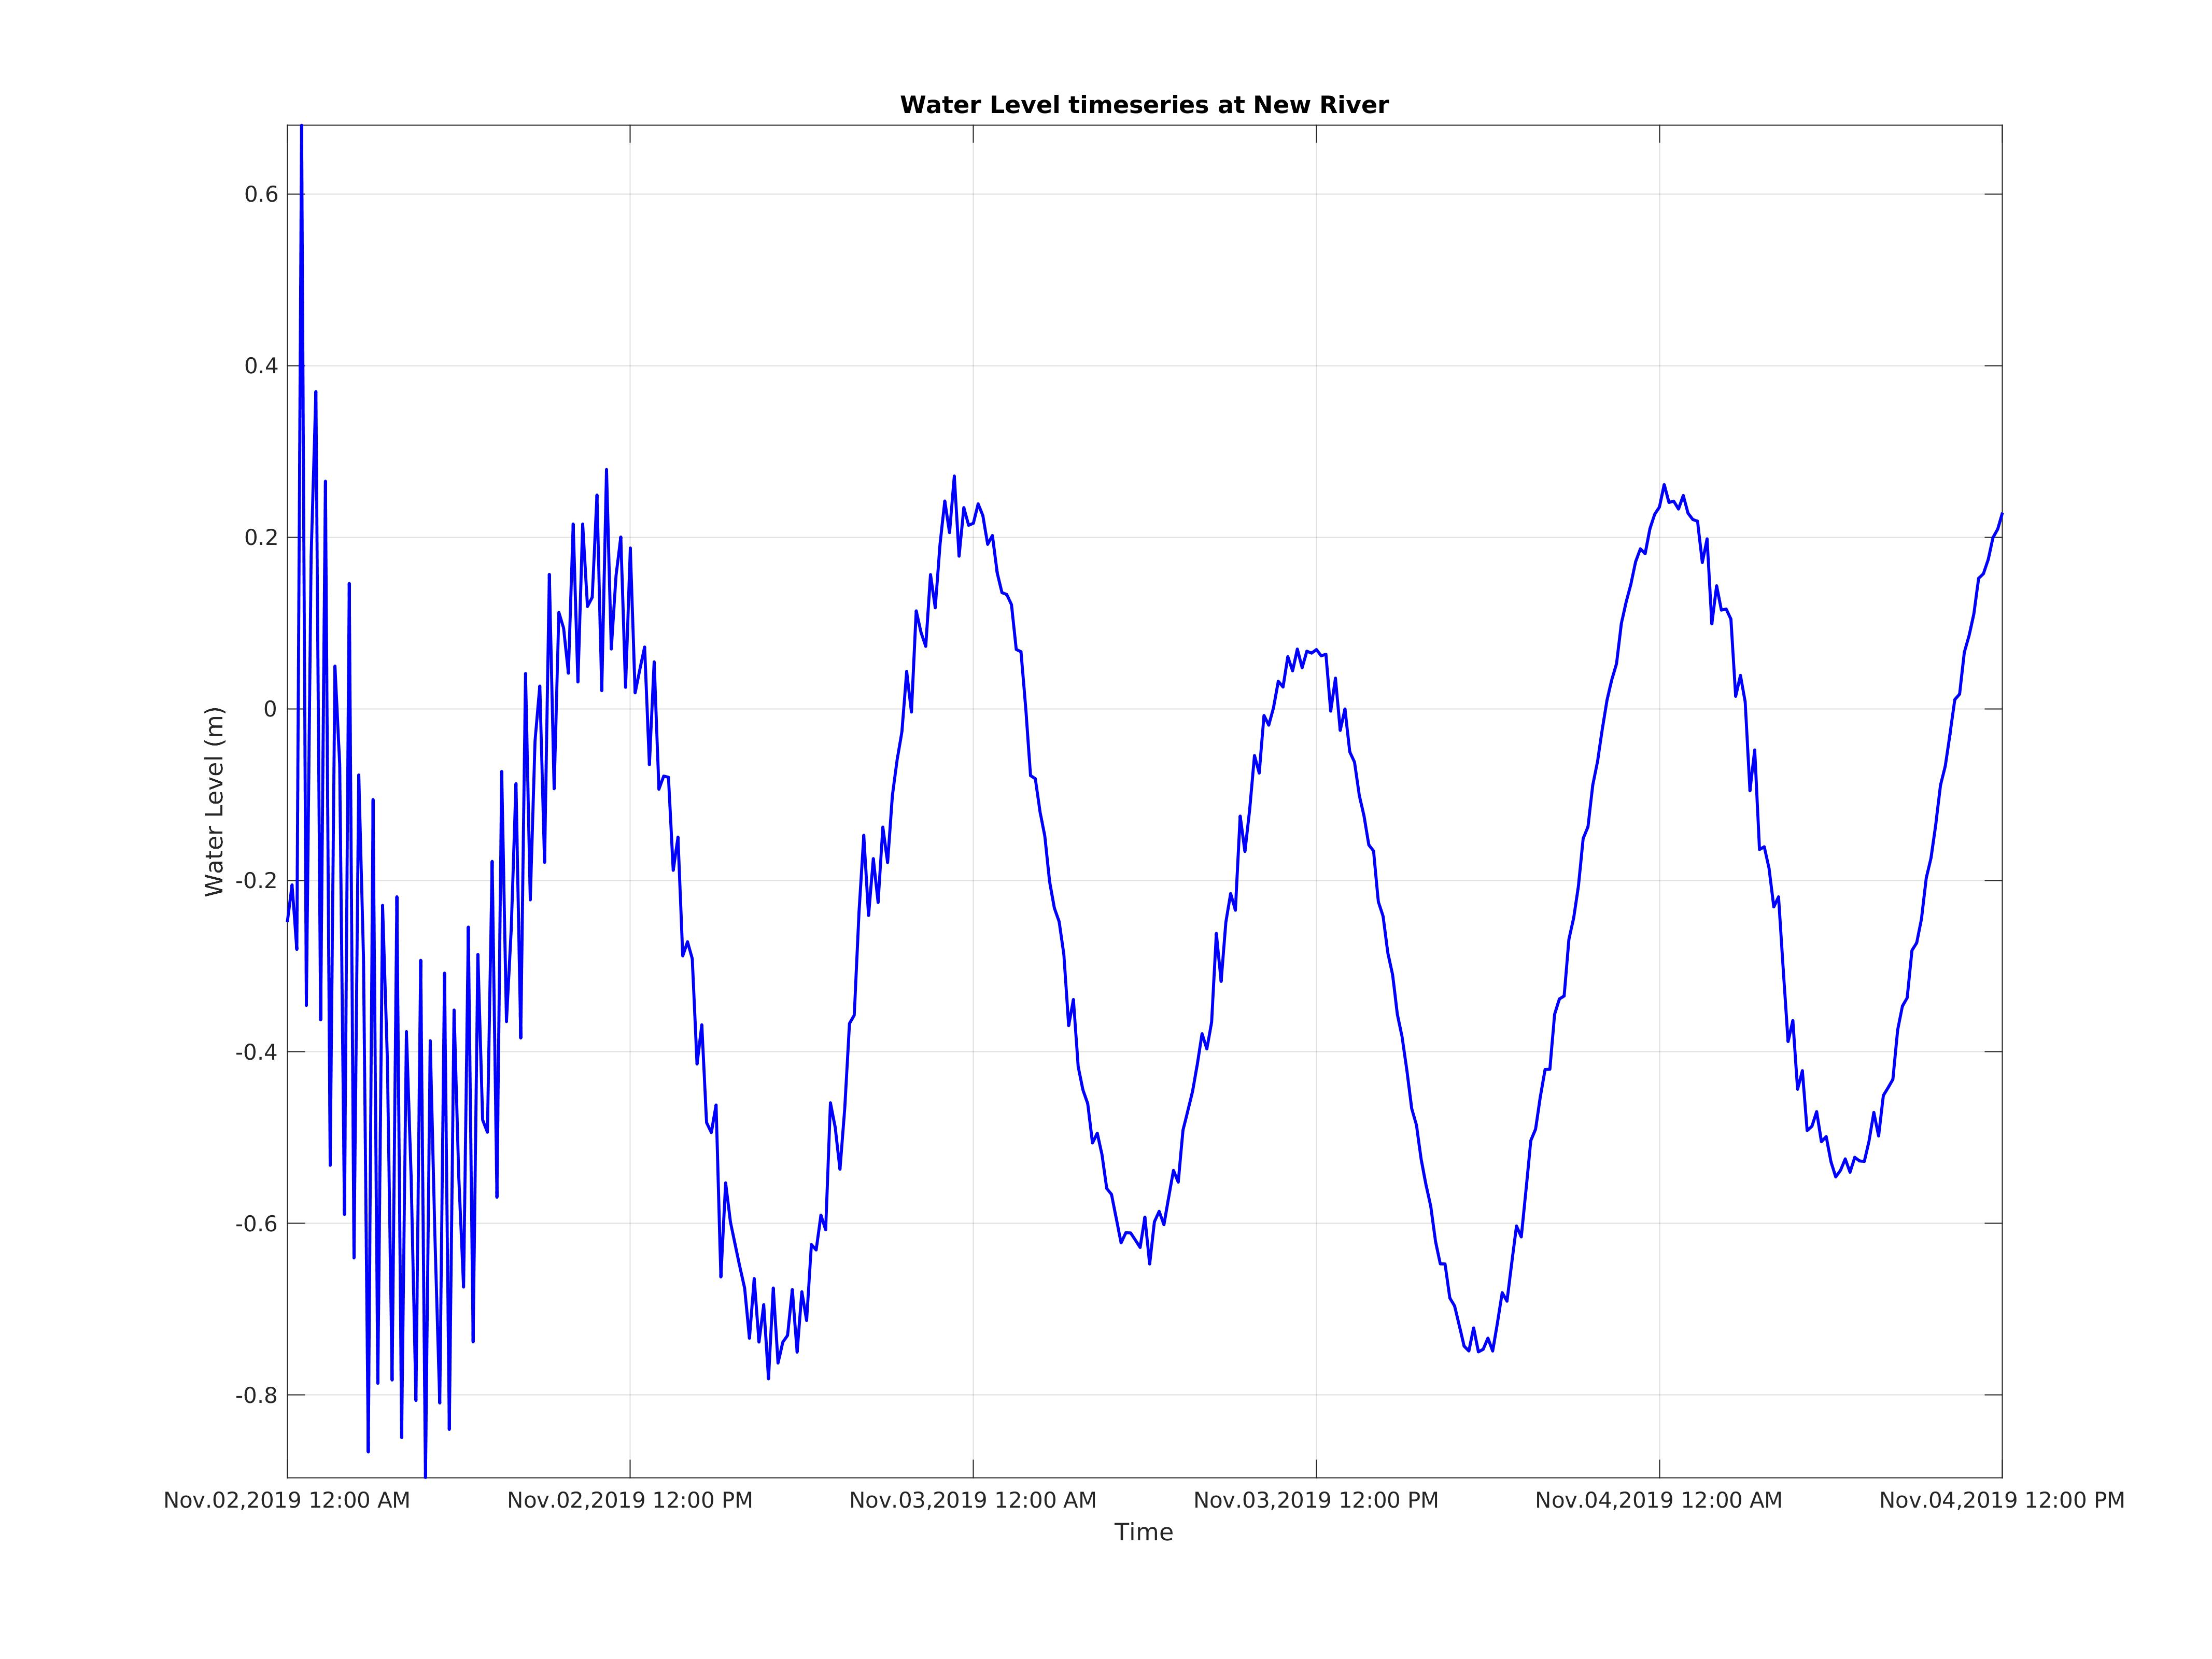 Water Level timeseries at New River
0.6
0.4
0.2
0
-0.2
-0.4
-0.6
-0.8
Water Level (m)
Nov.02,2019 12:00 AM Nov.02,2019 12:00 PM Nov.03,2019 12:00 AM Nov.03,2019 12:00 PM Nov.04,2019 12:00 AM Nov.04,2019 12:00 PM
Time